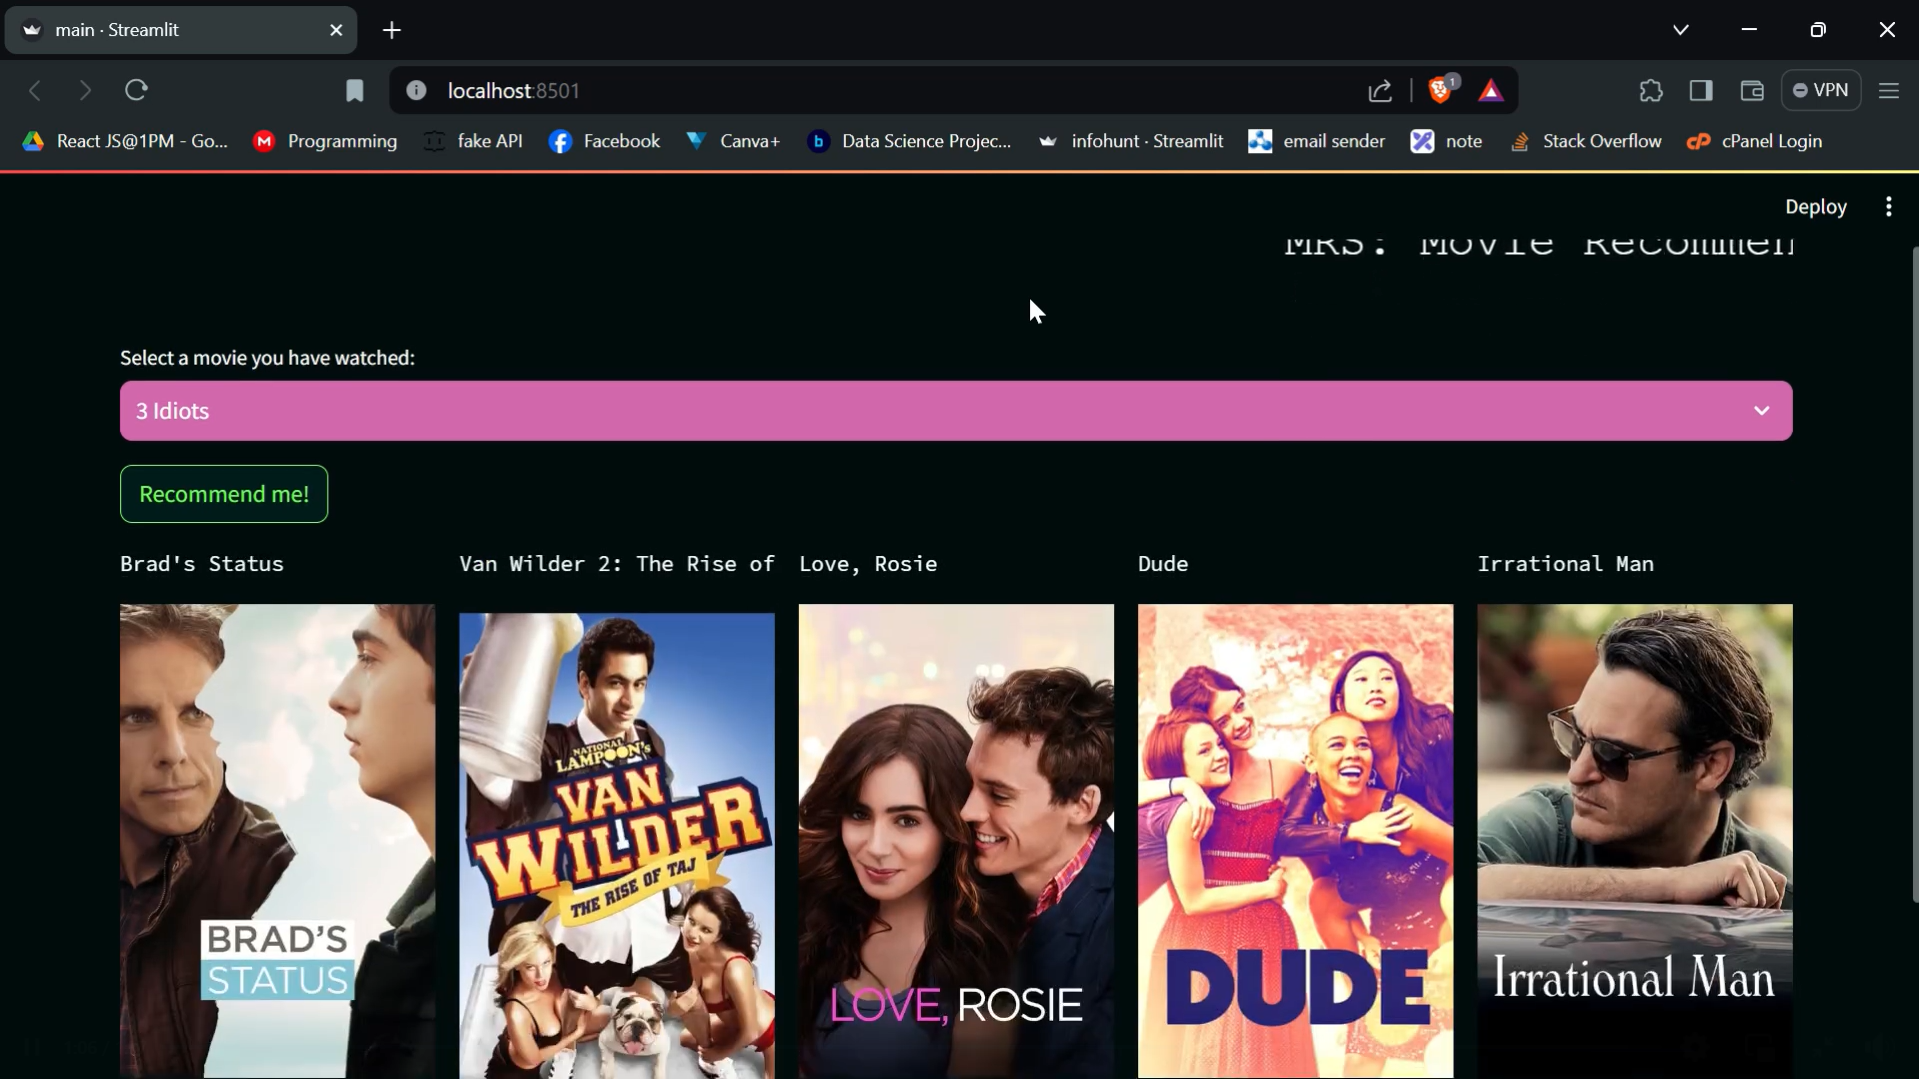 main · Streamlit
localhost:8501
1
VPN
React JS@1PM - Go...
Programming
fake API
Facebook
Canva+
Data Science Projec...
infohunt · Streamlit
email sender
note
Stack Overflow
cPanel Login
Deploy
MRS: Movie Recommen
Select a movie you have watched:
3 Idiots
Recommend me!
Brad's Status
Van Wilder 2: The Rise of
Love, Rosie
Dude
Irrational Man
BRAD'S
STATUS
NATIONAL
LAMPOON'S
VAN
WILDER
THE RISE OF TAJ
LOVE, ROSIE
DUDE
Irrational Man